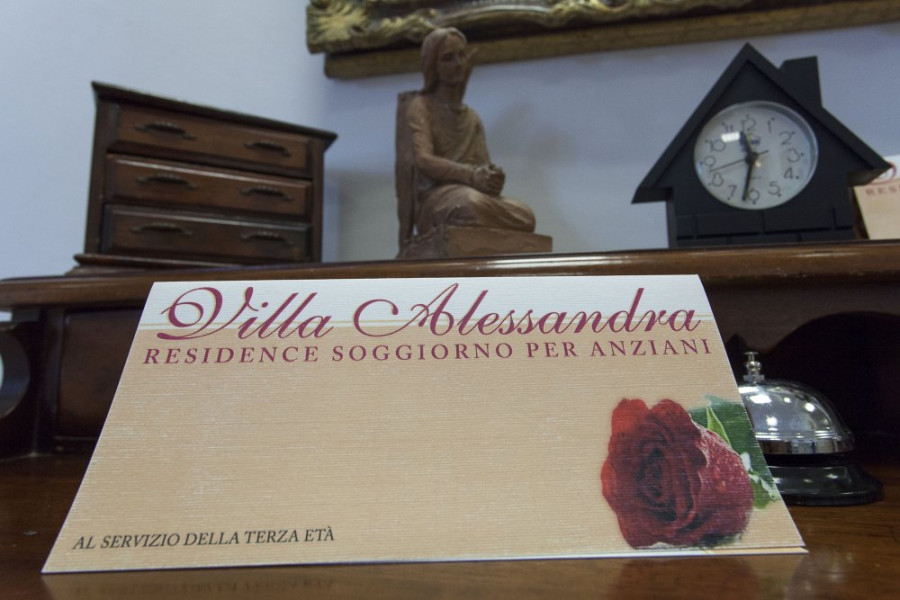 Villa Alessandra
RESIDENCE SOGGIORNO PER ANZIANI
AL SERVIZIO DELLA TERZA ETÀ